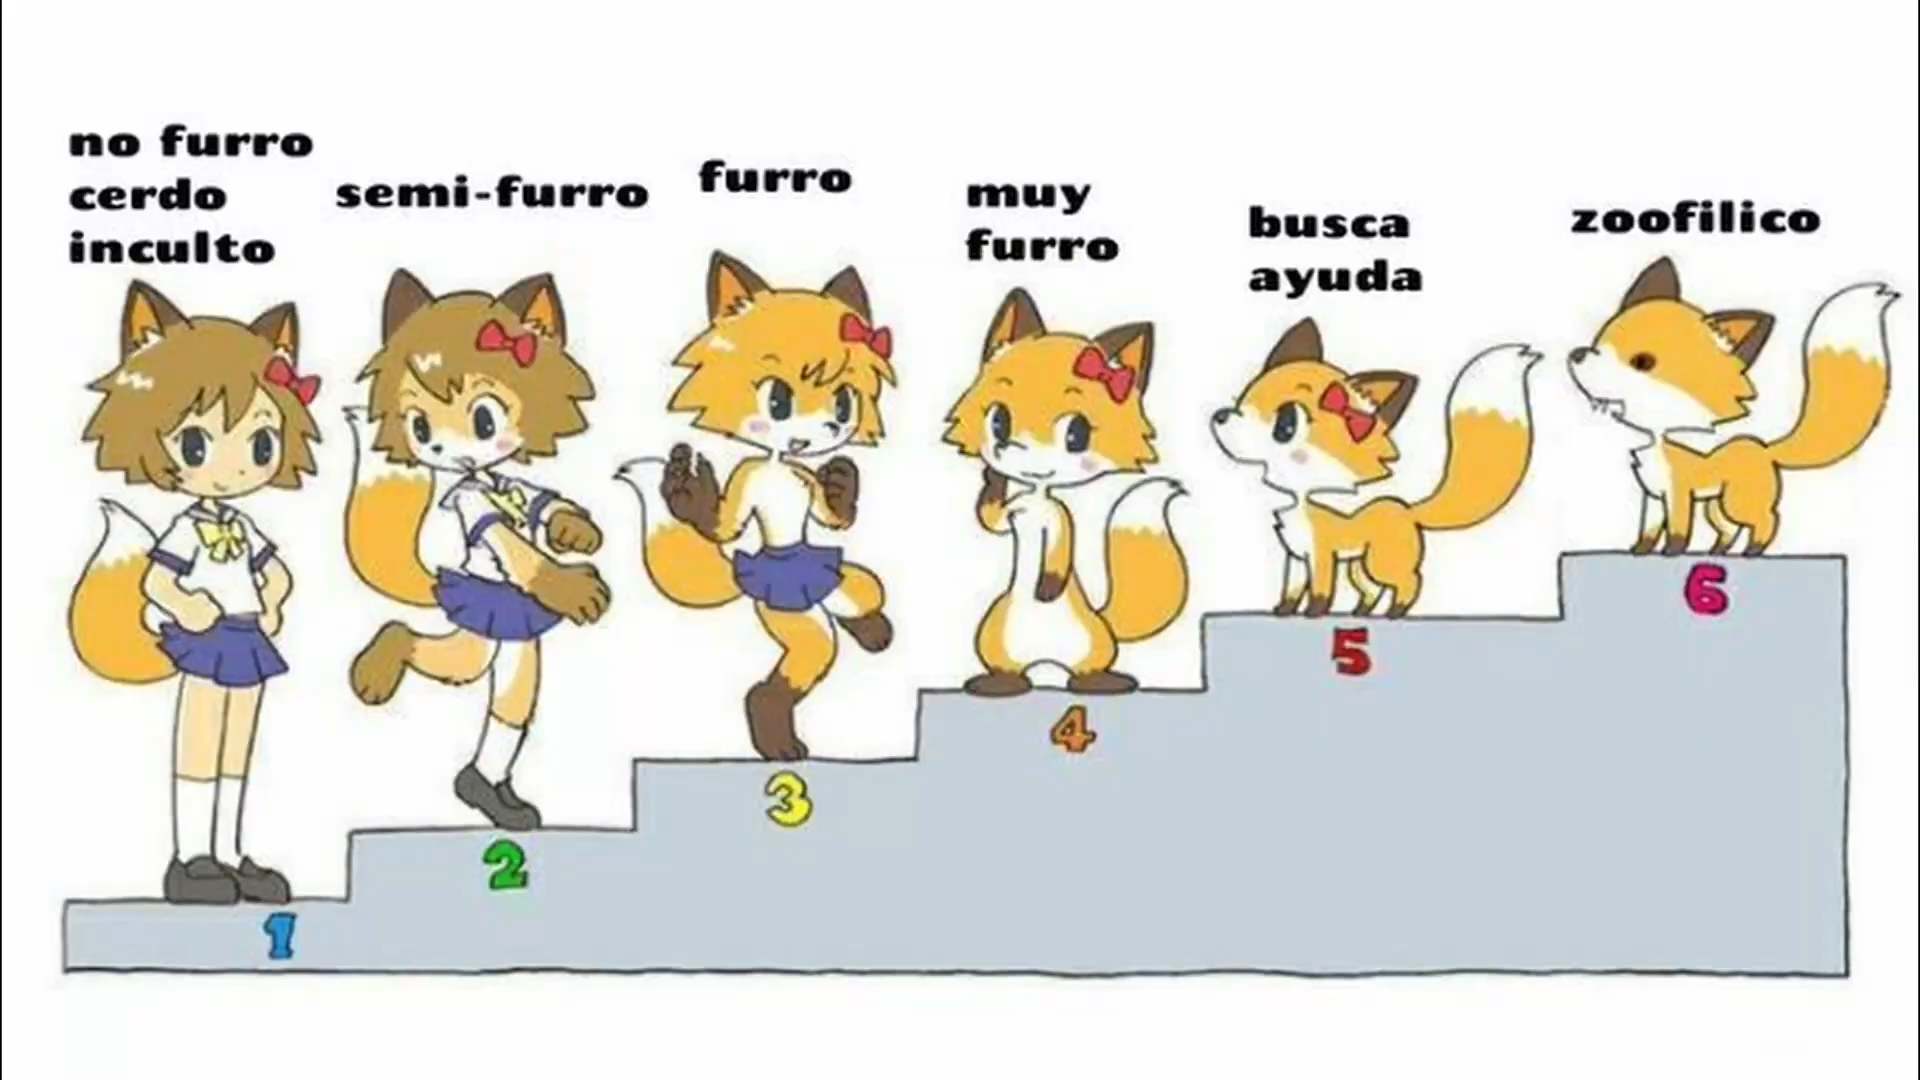 no furro
cerdo
inculto
semi-furro
furro
muy
furro
busca
ayuda
zoofilico
1
2
3
4
5
6